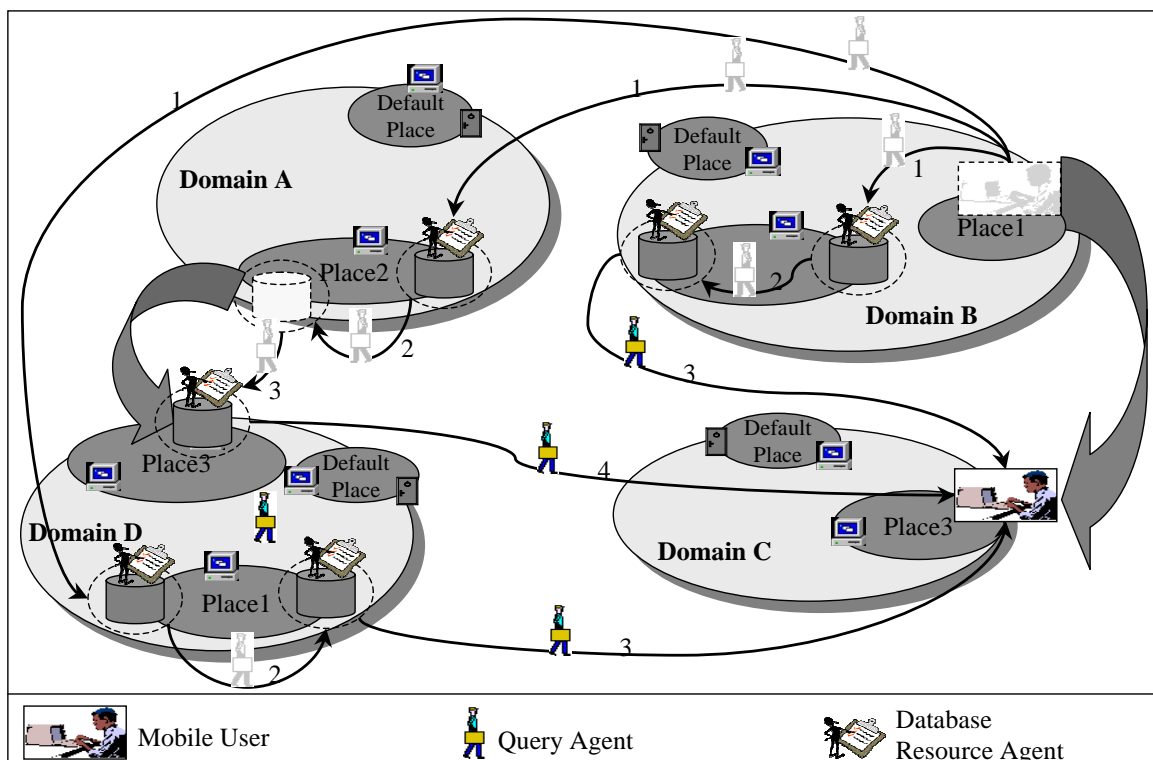 1
1
Default
Place
Domain A
Default
Place
1
Place1
Place2
2
Domain B
2
3
3
Place3
Default
Place
4
Default
Place
Place3
Domain C
Domain D
Place1
2
3
Mobile User
Query Agent
Database
Resource Agent